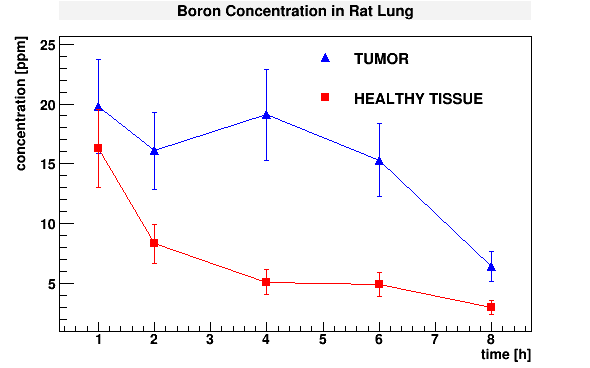 Boron Concentration in Rat Lung
concentration [ppm]
25
20
15
10
5
TUMOR
HEALTHY TISSUE
1 2 3 4 5 6 7 8
time [h]